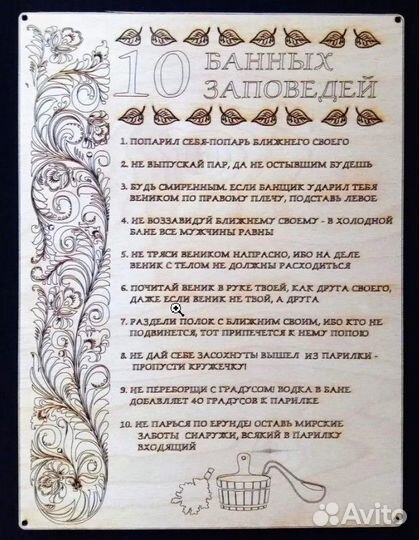 10 БАННЫХ
ЗАПОВЕДЕЙ
1. ПОПАРИЛ СЕБЯ-ПОПАРЬ БЛИЖНЕГО СВОЕГО
2. НЕ ВЫПУСКАЙ ПАР, ДА НЕ ОСТЫВШИМ БУДЕШЬ
3. БУДЬ СМИРЕННЫМ. ЕСЛИ БАНЩИК УДАРИЛ ТЕБЯ
ВЕНИКОМ ПО ПРАВОМУ ПЛЕЧУ, ПОДСТАВЬ ЛЕВОЕ
4. НЕ ВОЗЗАВИДУЙ БЛИЖНЕМУ СВОЕМУ - В ХОЛОДНОЙ
БАНЕ ВСЕ МУЖЧИНЫ РАВНЫ
5. НЕ ТРЯСИ ВЕНИКОМ НАПРАСНО, ИБО НА ДЕЛЕ
ВЕНИК С ТЕЛОМ НЕ ДОЛЖНЫ РАСХОДИТЬСЯ
6. ПОЧИТАЙ ВЕНИК В РУКЕ ТВОЕЙ, КАК ДРУГА СВОЕГО,
ДАЖЕ ЕСЛИ ВЕНИК НЕ ТВОЙ, А ДРУГА
7. РАЗДЕЛИ ПОЛОК С БЛИЖНИМ СВОИМ, ИБО КТО НЕ
ПОДВИНЕТСЯ, ТОТ ПРИПЕЧЕТСЯ К НЕМУ ПОПОЮ
8. НЕ ДАЙ СЕБЕ ЗАСОХНУТЬ! ВЫШЕЛ ИЗ ПАРИЛКИ -
ПРОПУСТИ КРУЖЕЧКУ!
9. НЕ ПЕРЕБОРЩИ С ГРАДУСОМ! ВОДКА В БАНЕ
ДОБАВЛЯЕТ 40 ГРАДУСОВ К ПАРИЛКЕ
10. НЕ ПАРЬСЯ ПО ЕРУНДЕ! ОСТАВЬ МИРСКИЕ
ЗАБОТЫ СНАРУЖИ, ВСЯКИЙ В ПАРИЛКУ
ВХОДЯЩИЙ
Avito